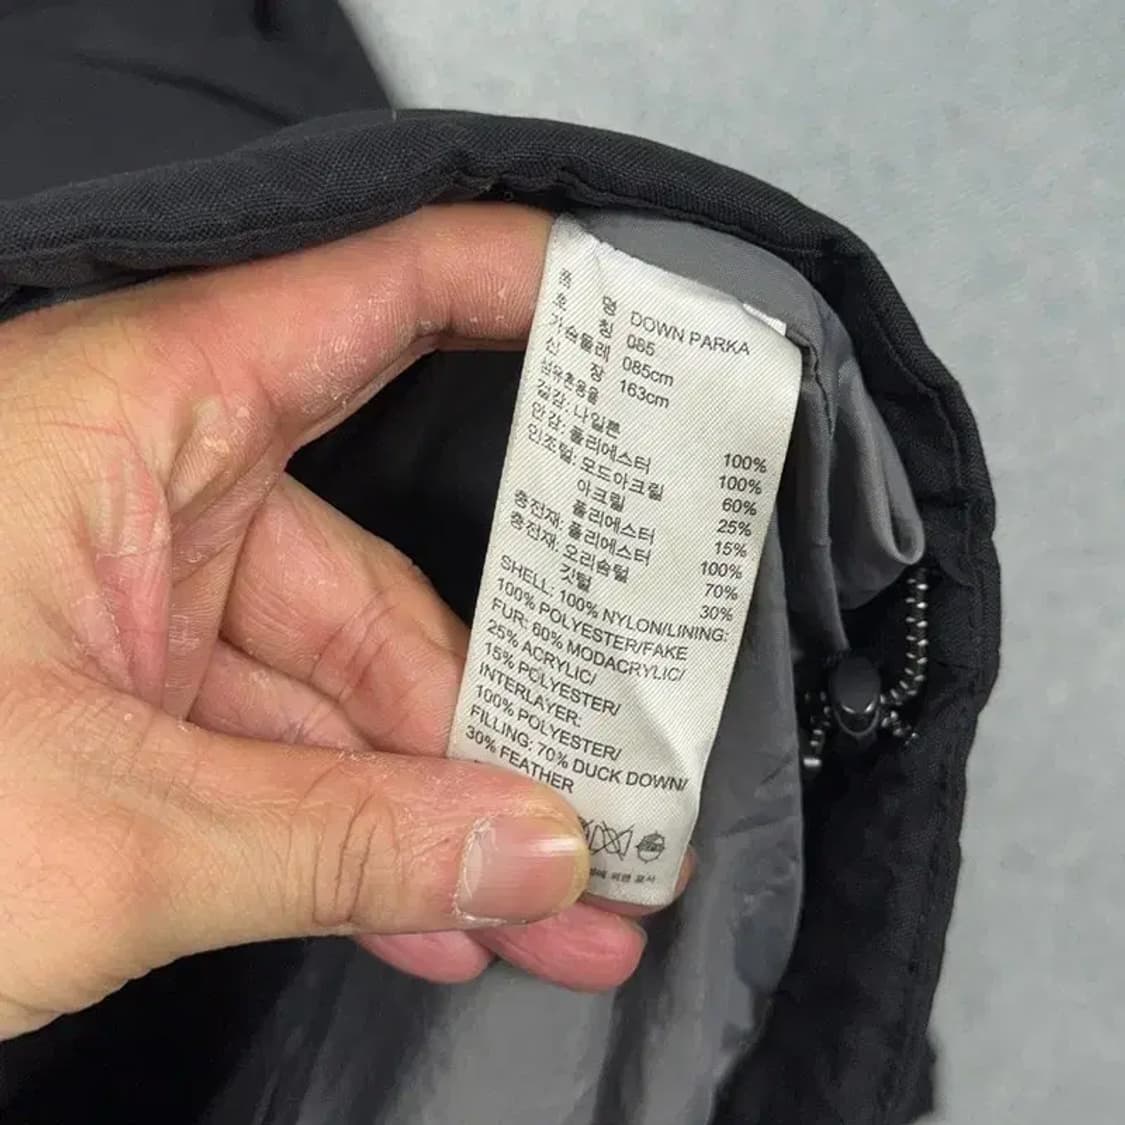 품 명 DOWN PARKA
호 칭 085
가슴둘레 085cm
신 장 163cm
섬유혼용율
겉감: 나일론 100%
안감: 폴리에스터 100%
인조털: 모드아크릴 60%
아크릴 25%
폴리에스터 15%
충전재: 폴리에스터 100%
충전재: 오리솜털 70%
깃털 30%
SHELL: 100% NYLON/LINING:
100% POLYESTER/FAKE
FUR: 60% MODACRYLIC/
25% ACRYLIC/
15% POLYESTER/
INTERLAYER:
100% POLYESTER/
FILLING: 70% DUCK DOWN/
30% FEATHER